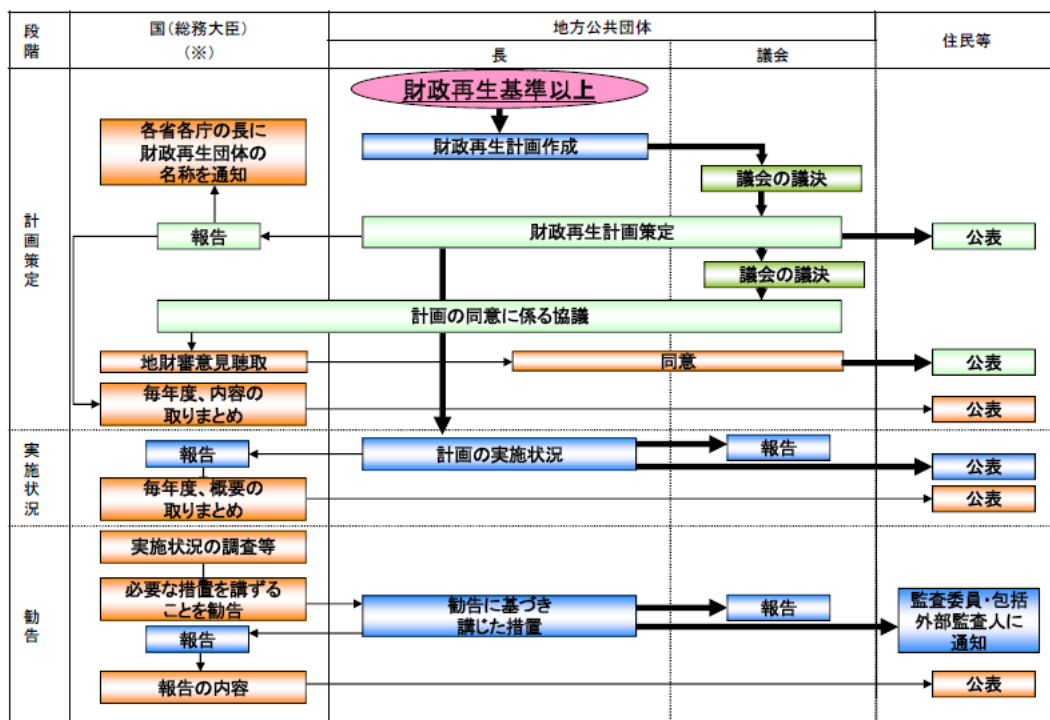 段階
国（総務大臣）
（※）
地方公共団体
長
議会
住民等
計画策定
財政再生基準以上
各省各庁の長に
財政再生団体の
名称を通知
財政再生計画作成
議会の議決
報告
財政再生計画策定
公表
議会の議決
計画の同意に係る協議
地財審意見聴取
同意
公表
毎年度、内容の
取りまとめ
公表
実施状況
報告
計画の実施状況
報告
公表
毎年度、概要の
取りまとめ
公表
勧告
実施状況の調査等
必要な措置を講ずる
ことを勧告
勧告に基づき
講じた措置
報告
監査委員・包括
外部監査人に
通知
報告
報告の内容
公表